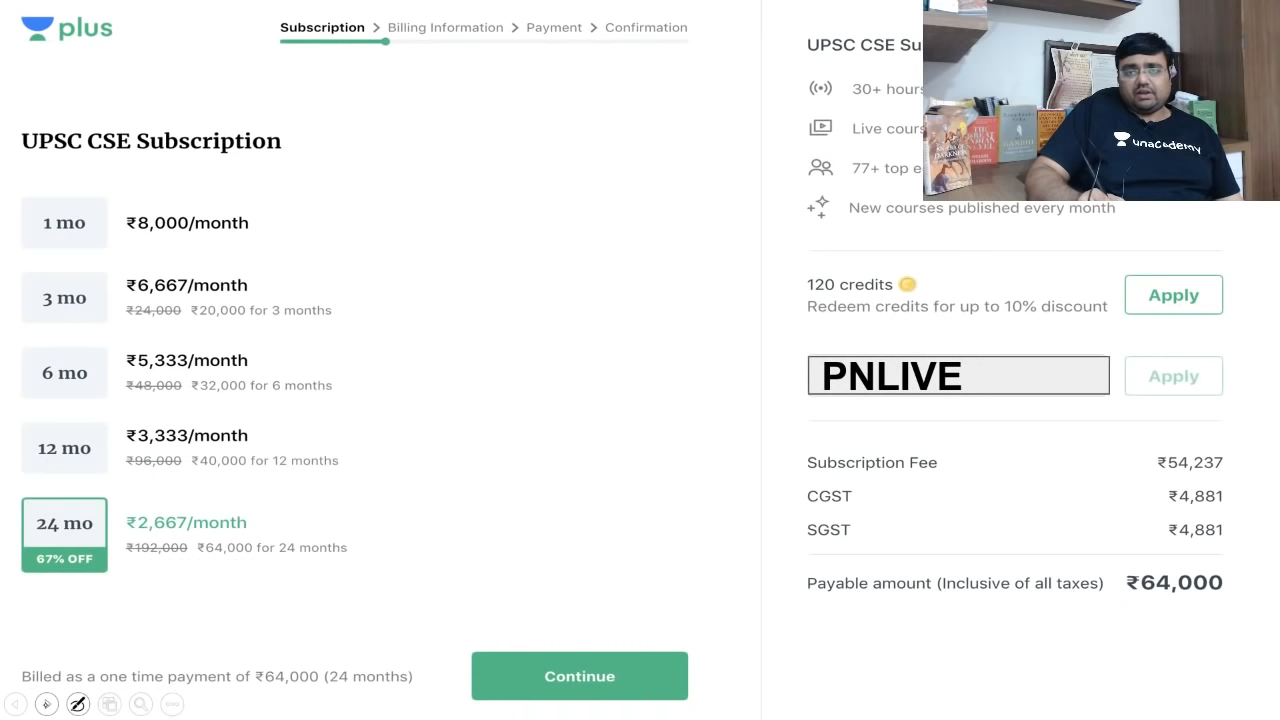 plus
Subscription > Billing Information > Payment > Confirmation
UPSC CSE Subscription
1 mo
₹8,000/month
3 mo
₹6,667/month
₹24,000 ₹20,000 for 3 months
6 mo
₹5,333/month
₹48,000 ₹32,000 for 6 months
12 mo
₹3,333/month
₹96,000 ₹40,000 for 12 months
24 mo
67% OFF
₹2,667/month
₹192,000 ₹64,000 for 24 months
Billed as a one time payment of ₹64,000 (24 months)
Continue
UPSC CSE Su
30+ hours
Live cours
77+ top e
New courses published every month
120 credits
Redeem credits for up to 10% discount
Apply
PNLIVE
Apply
Subscription Fee ₹54,237
CGST ₹4,881
SGST ₹4,881
Payable amount (Inclusive of all taxes) ₹64,000
unacademy
GANDHI